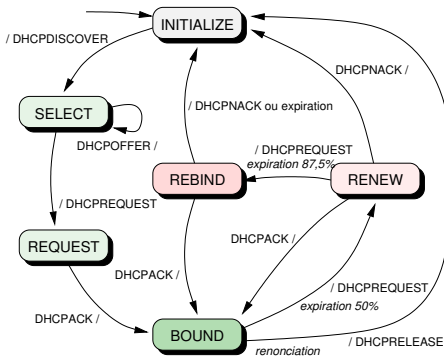 INITIALIZE
/ DHCPDISCOVER
DHCPNACK /
SELECT
/ DHCPNACK ou expiration
DHCPOFFER /
/ DHCPREQUEST
expiration 87,5%
REBIND
RENEW
/ DHCPREQUEST
REQUEST
DHCPACK /
DHCPACK /
/ DHCPREQUEST
expiration 50%
DHCPACK /
BOUND
/ DHCPRELEASE
renonciation